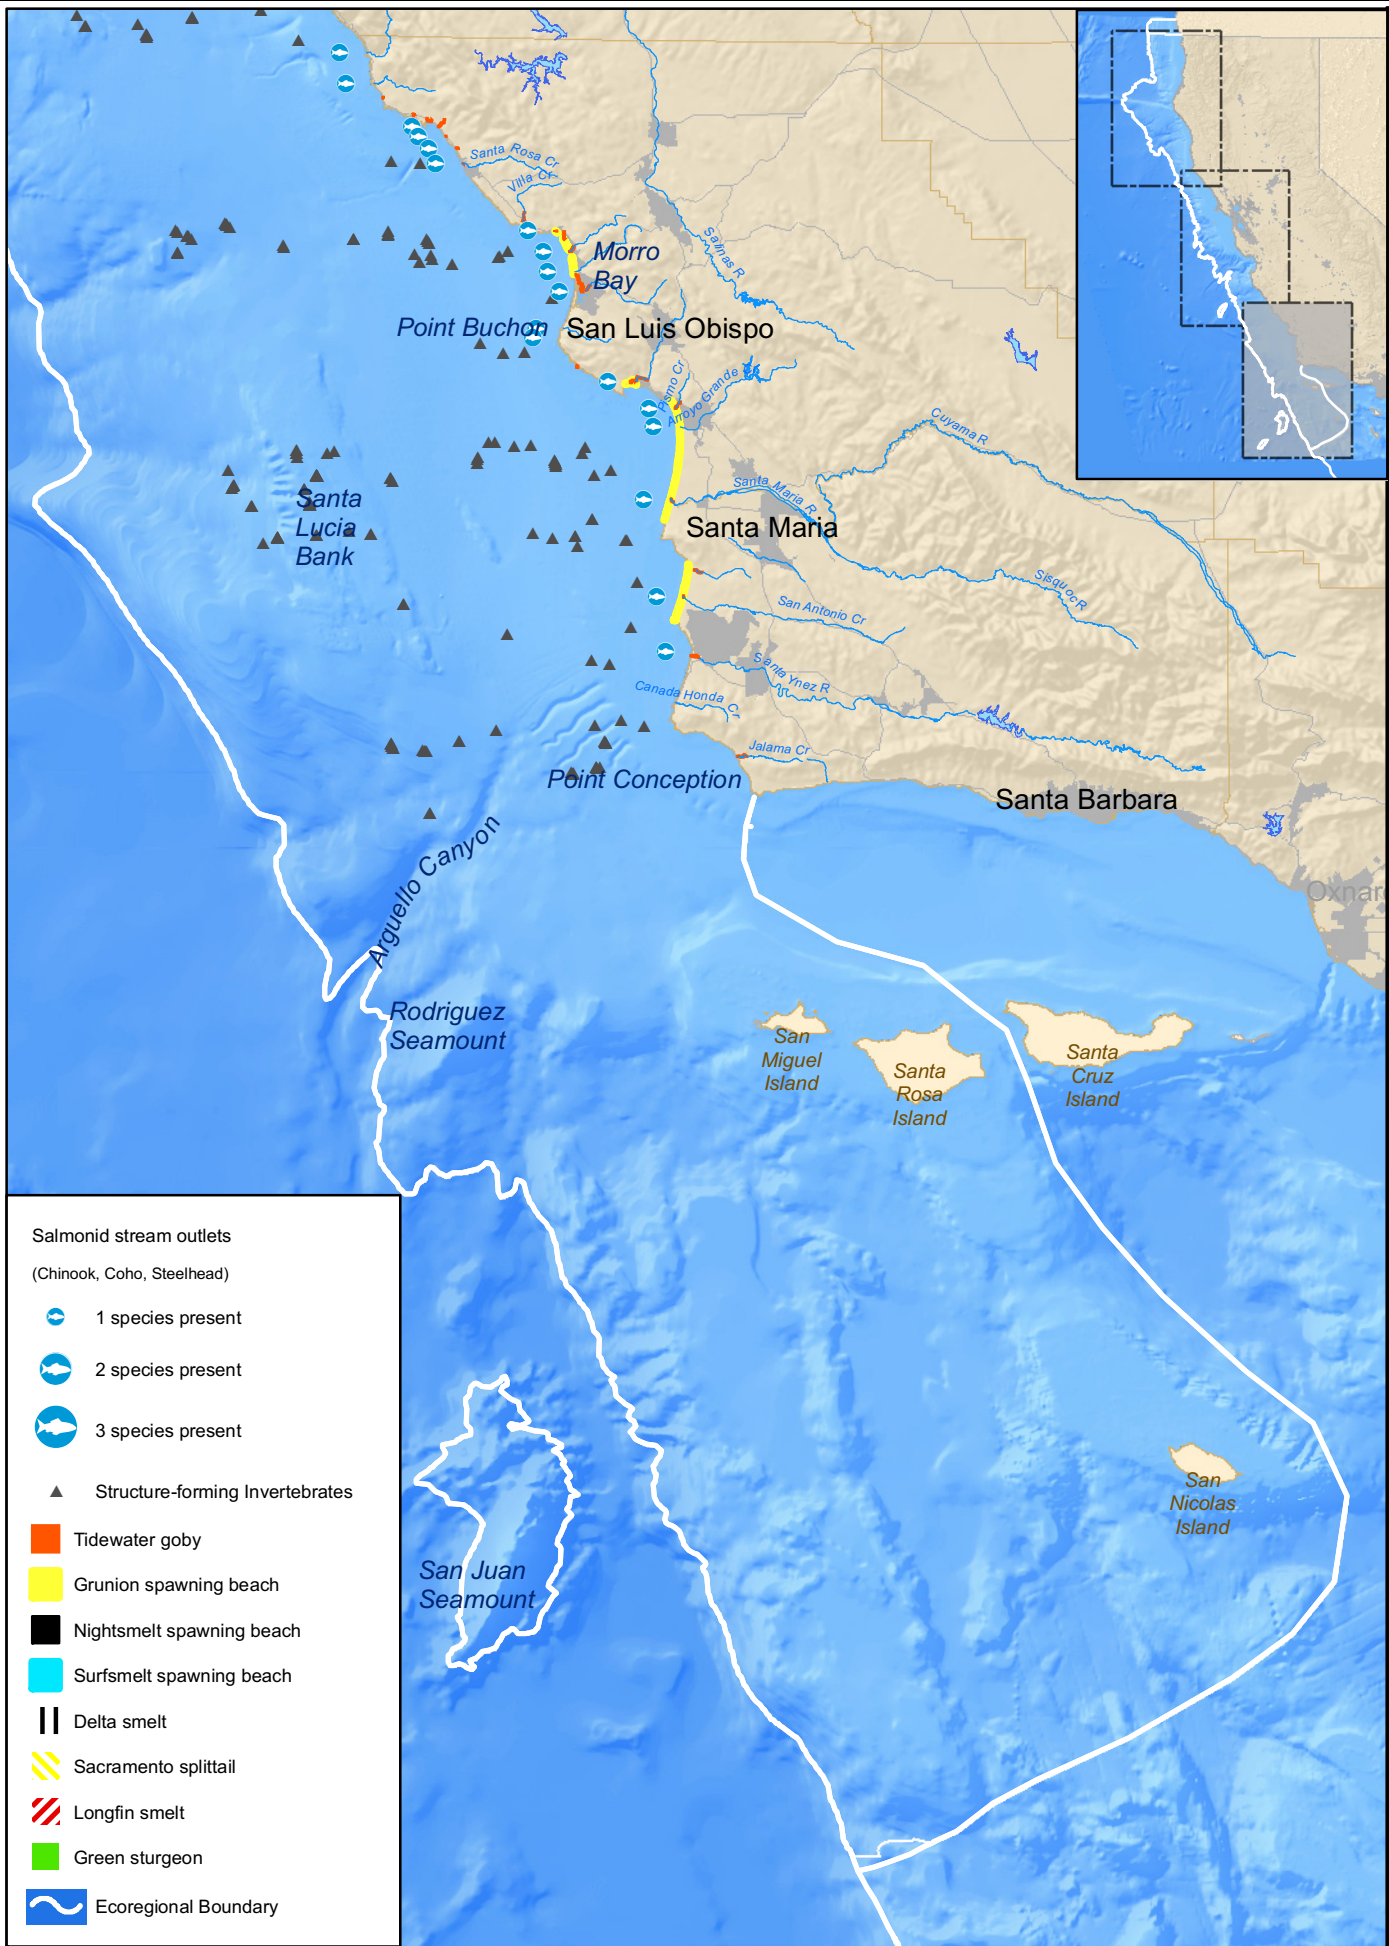 Santa Rosa Cr
Villa Cr
Morro
Bay
Salinas R
Point Buchon
San Luis Obispo
Pismo Cr
Arroyo Grande
Cuyama R
Santa Maria R
Santa
Lucia
Bank
Santa Maria
Sisquoc R
San Antonio Cr
Santa Ynez R
Canada Honda Cr
Jalama Cr
Point Conception
Santa Barbara
Arguello Canyon
Oxnar
Rodriguez
Seamount
San
Miguel
Island
Santa
Rosa
Island
Santa
Cruz
Island
San
Nicolas
Island
San Juan
Seamount
Salmonid stream outlets
(Chinook, Coho, Steelhead)
1 species present
2 species present
3 species present
Structure-forming Invertebrates
Tidewater goby
Grunion spawning beach
Nightsmelt spawning beach
Surfsmelt spawning beach
Delta smelt
Sacramento splittail
Longfin smelt
Green sturgeon
Ecoregional Boundary